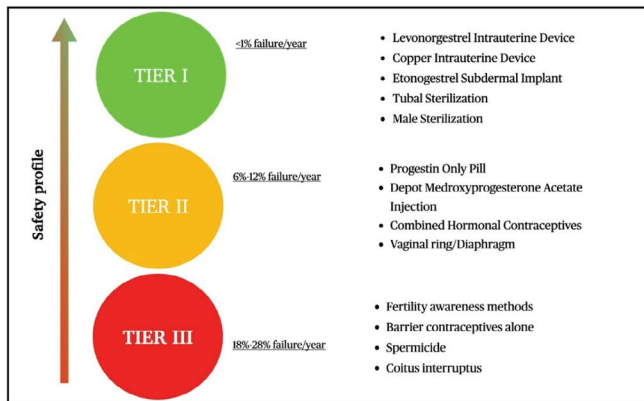 Safety profile
TIER I
<1% failure/year
• Levonorgestrel Intrauterine Device
• Copper Intrauterine Device
• Etonogestrel Subdermal Implant
• Tubal Sterilization
• Male Sterilization
TIER II
6%-12% failure/year
• Progestin Only Pill
• Depot Medroxyprogesterone Acetate
Injection
• Combined Hormonal Contraceptives
• Vaginal ring/Diaphragm
TIER III
18%-28% failure/year
• Fertility awareness methods
• Barrier contraceptives alone
• Spermicide
• Coitus interruptus